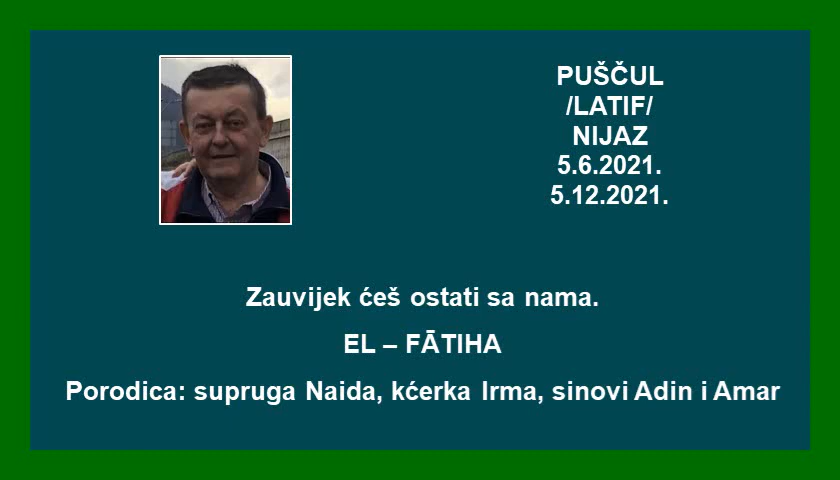 PUŠČUL
/LATIF/
NIJAZ
5.6.2021.
5.12.2021.
Zauvijek ćeš ostati sa nama.
EL – FĀTIHA
Porodica: supruga Naida, kćerka Irma, sinovi Adin i Amar